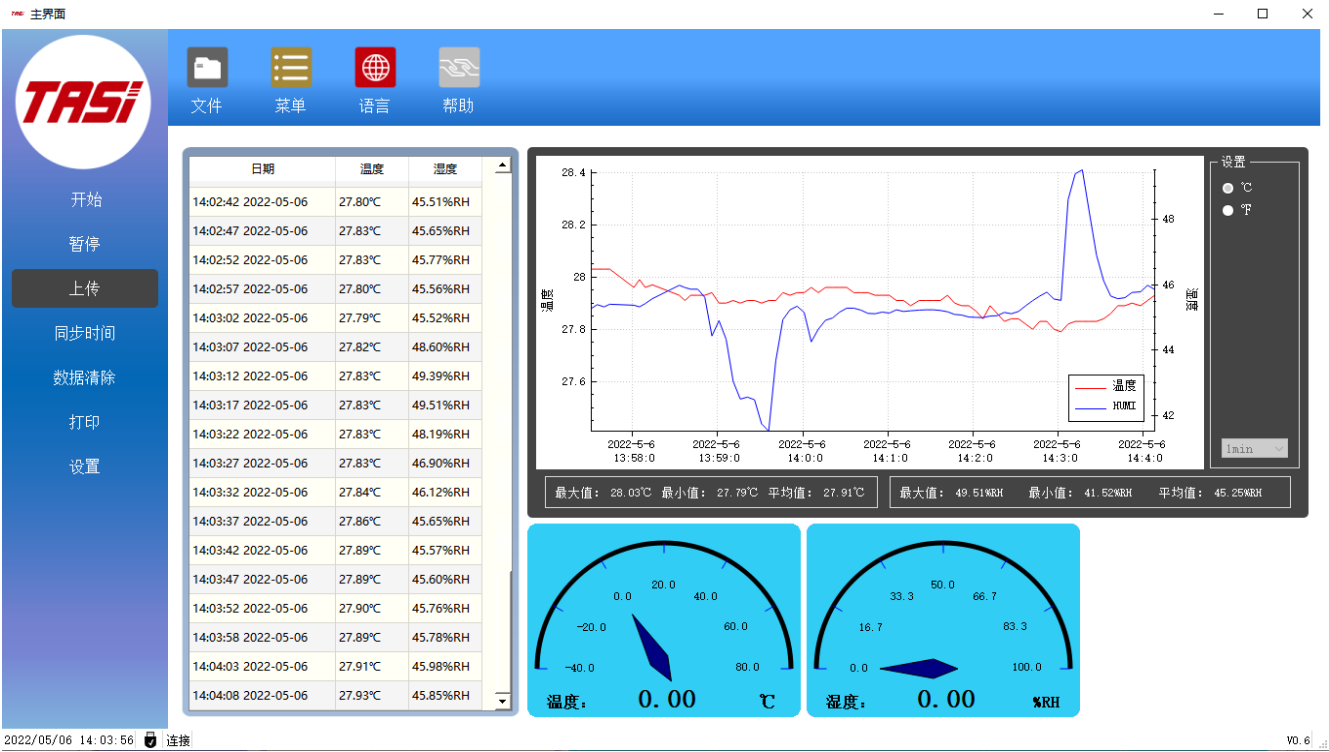 TASI 主界面
TASi
文件 菜单 语言 帮助
开始
暂停
上传
同步时间
数据清除
打印
设置
日期 温度 湿度
14:02:42 2022-05-06 27.80℃ 45.51%RH
14:02:47 2022-05-06 27.83℃ 45.65%RH
14:02:52 2022-05-06 27.83℃ 45.77%RH
14:02:57 2022-05-06 27.80℃ 45.56%RH
14:03:02 2022-05-06 27.79℃ 45.52%RH
14:03:07 2022-05-06 27.82℃ 48.60%RH
14:03:12 2022-05-06 27.83℃ 49.39%RH
14:03:17 2022-05-06 27.83℃ 49.51%RH
14:03:22 2022-05-06 27.83℃ 48.19%RH
14:03:27 2022-05-06 27.83℃ 46.90%RH
14:03:32 2022-05-06 27.84℃ 46.12%RH
14:03:37 2022-05-06 27.86℃ 45.65%RH
14:03:42 2022-05-06 27.89℃ 45.57%RH
14:03:47 2022-05-06 27.89℃ 45.60%RH
14:03:52 2022-05-06 27.90℃ 45.76%RH
14:03:58 2022-05-06 27.89℃ 45.78%RH
14:04:03 2022-05-06 27.91℃ 45.98%RH
14:04:08 2022-05-06 27.93℃ 45.85%RH
28.4
28.2
28
27.8
27.6
温度
48
46
44
42
湿度
温度
HUMI
2022-5-6 2022-5-6 2022-5-6 2022-5-6 2022-5-6 2022-5-6 2022-5-6
13:58:0 13:59:0 14:0:0 14:1:0 14:2:0 14:3:0 14:4:0
设置
℃
℉
1min
最大值: 28.03℃ 最小值: 27.79℃ 平均值: 27.91℃
最大值: 49.51%RH 最小值: 41.52%RH 平均值: 45.25%RH
-40.0 -20.0 0.0 20.0 40.0 60.0 80.0
温度: 0.00 ℃
0.0 16.7 33.3 50.0 66.7 83.3 100.0
湿度: 0.00 %RH
2022/05/06 14:03:56 连接
V0.6